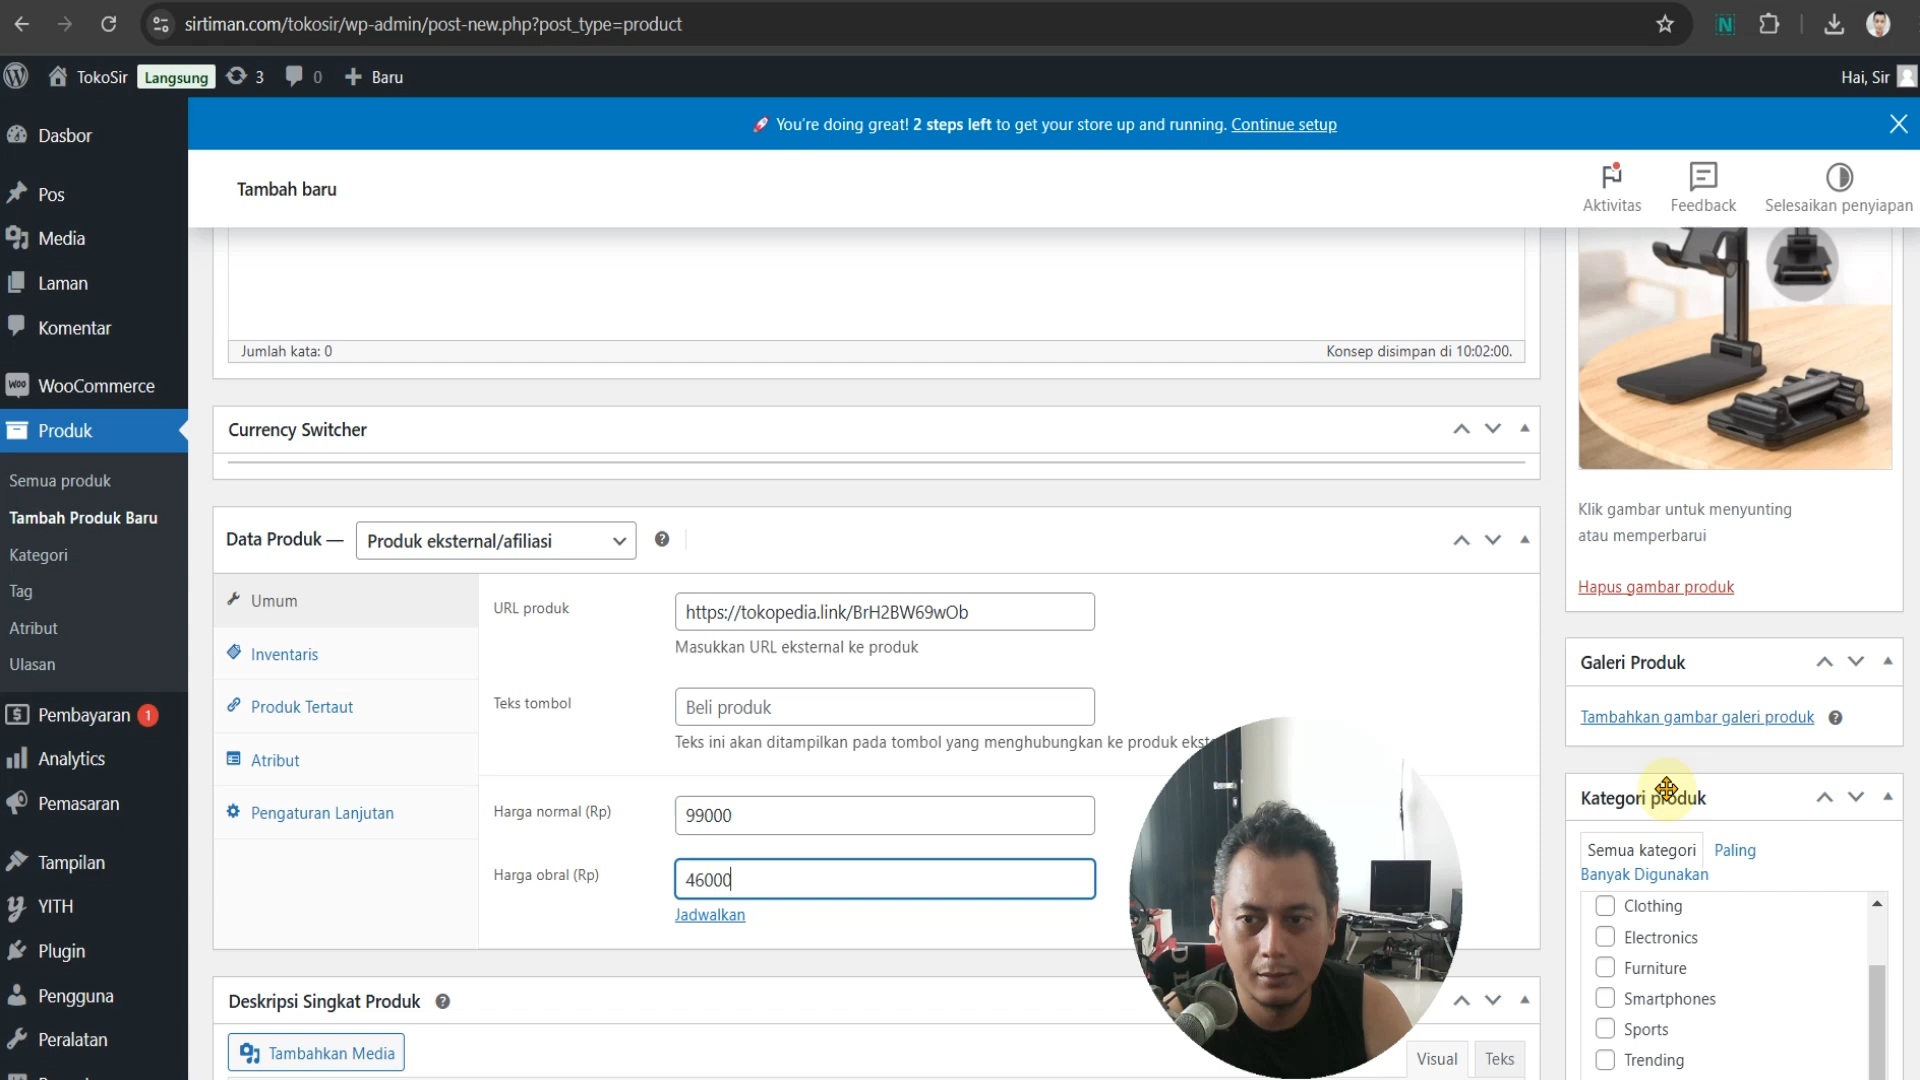 sirtiman.com/tokosir/wp-admin/post-new.php?post_type=product
TokoSir Langsung 3 0 Baru Hai, Sir
🚀 You're doing great! 2 steps left to get your store up and running. Continue setup
Tambah baru
Aktivitas Feedback Selesaikan penyiapan
Dasbor
Pos
Media
Laman
Komentar
WooCommerce
Produk
Semua produk
Tambah Produk Baru
Kategori
Tag
Atribut
Ulasan
Pembayaran 1
Analytics
Pemasaran
Tampilan
YITH
Plugin
Pengguna
Peralatan
Jumlah kata: 0 Konsep disimpan di 10:02:00.
Currency Switcher
Data Produk — Produk eksternal/afiliasi
Umum
Inventaris
Produk Tertaut
Atribut
Pengaturan Lanjutan
URL produk https://tokopedia.link/BrH2BW69wOb
Masukkan URL eksternal ke produk
Teks tombol Beli produk
Teks ini akan ditampilkan pada tombol yang menghubungkan ke produk
Harga normal (Rp) 99000
Harga obral (Rp) 46000
Jadwalkan
Deskripsi Singkat Produk
Tambahkan Media
Visual Teks
Klik gambar untuk menyunting
atau memperbarui
Hapus gambar produk
Galeri Produk
Tambahkan gambar galeri produk
Kategori produk
Semua kategori Paling
Banyak Digunakan
Clothing
Electronics
Furniture
Smartphones
Sports
Trending